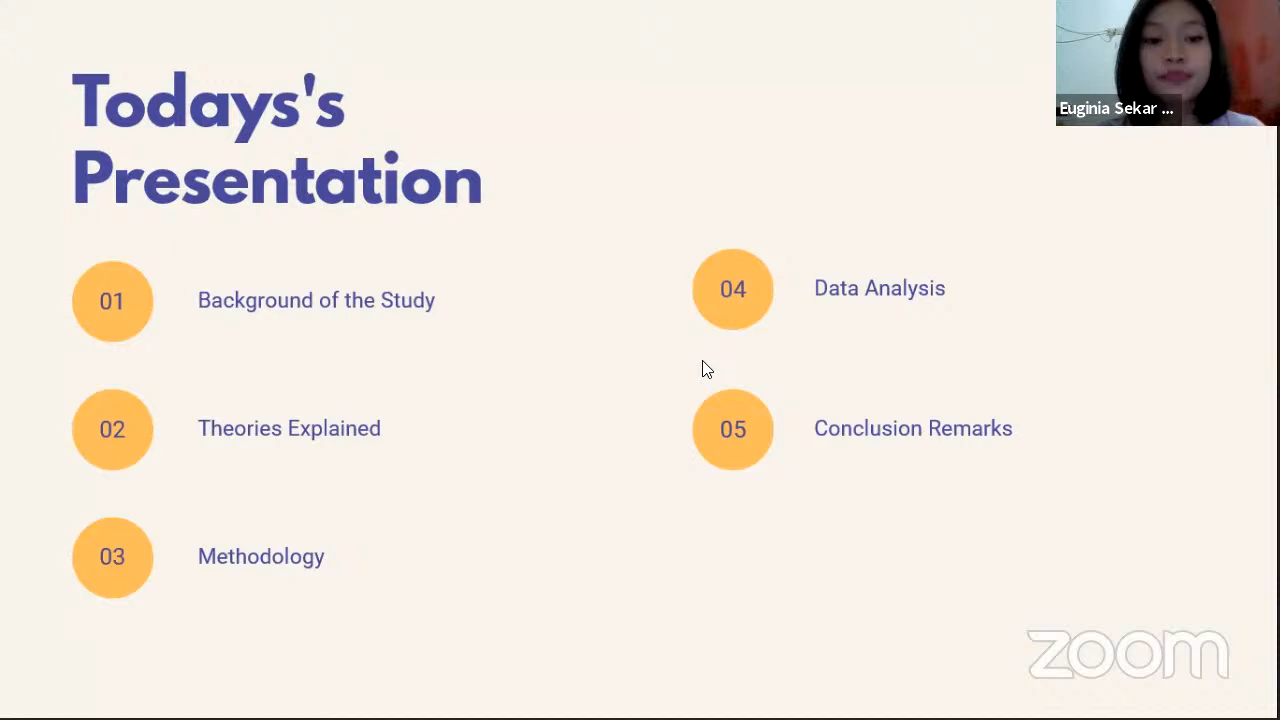 Todays's
Presentation
01 Background of the Study
02 Theories Explained
03 Methodology
04 Data Analysis
05 Conclusion Remarks
Euginia Sekar ...
zoom